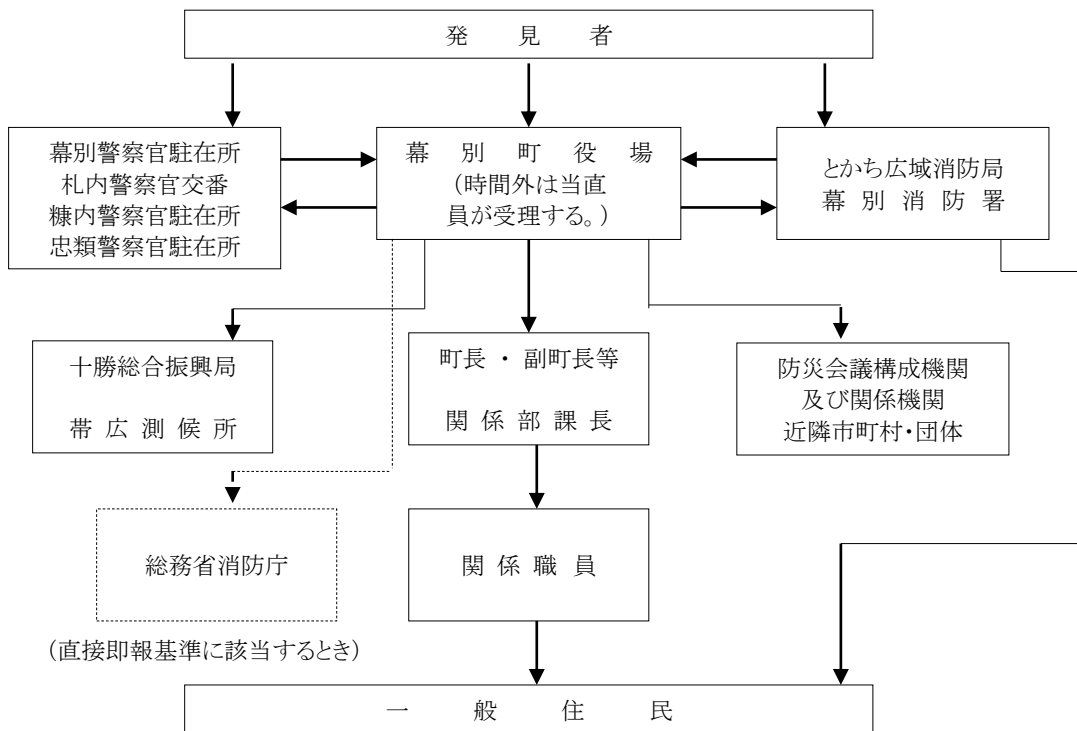 発見者
幕別警察官駐在所
札内警察官交番
糠内警察官駐在所
忠類警察官駐在所
幕別町役場
(時間外は当直
員が受理する。)
とかち広域消防局
幕別消防署
十勝総合振興局
帯広測候所
町長・副町長等
関係部課長
防災会議構成機関
及び関係機関
近隣市町村・団体
総務省消防庁
(直接即報基準に該当するとき)
関係職員
一般住民